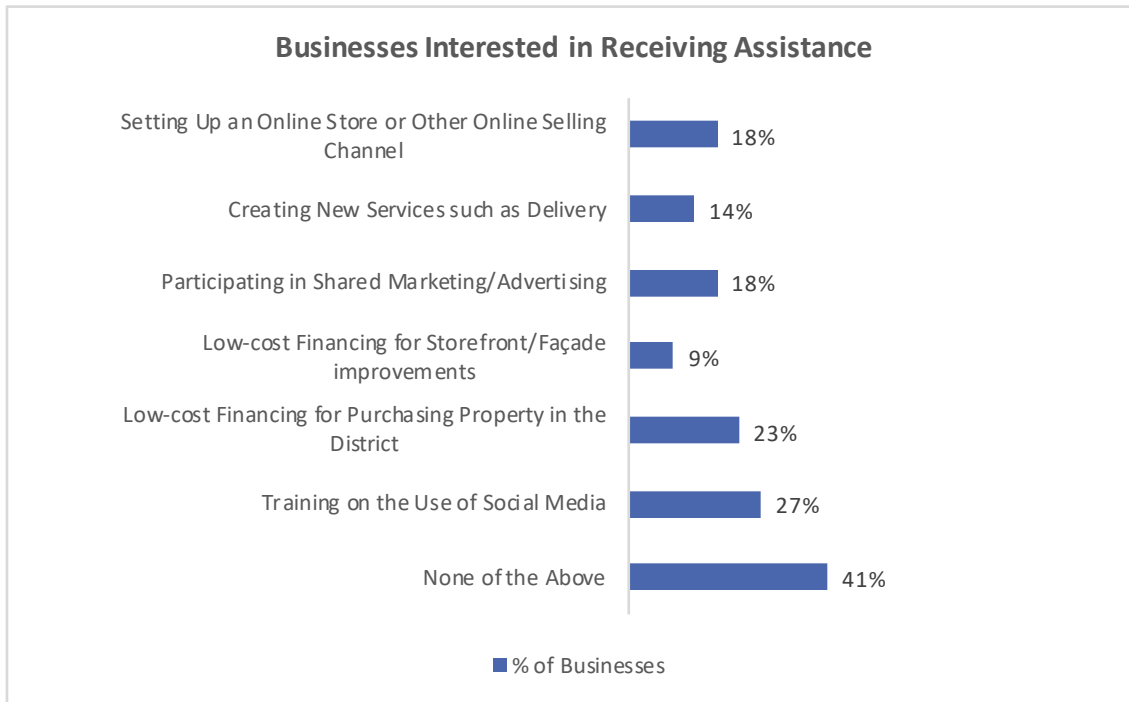 Businesses Interested in Receiving Assistance
Setting Up an Online Store or Other Online Selling
Channel
18%
Creating New Services such as Delivery
14%
Participating in Shared Marketing/Advertising
18%
Low-cost Financing for Storefront/Façade
improvements
9%
Low-cost Financing for Purchasing Property in the
District
23%
Training on the Use of Social Media
27%
None of the Above
41%
% of Businesses